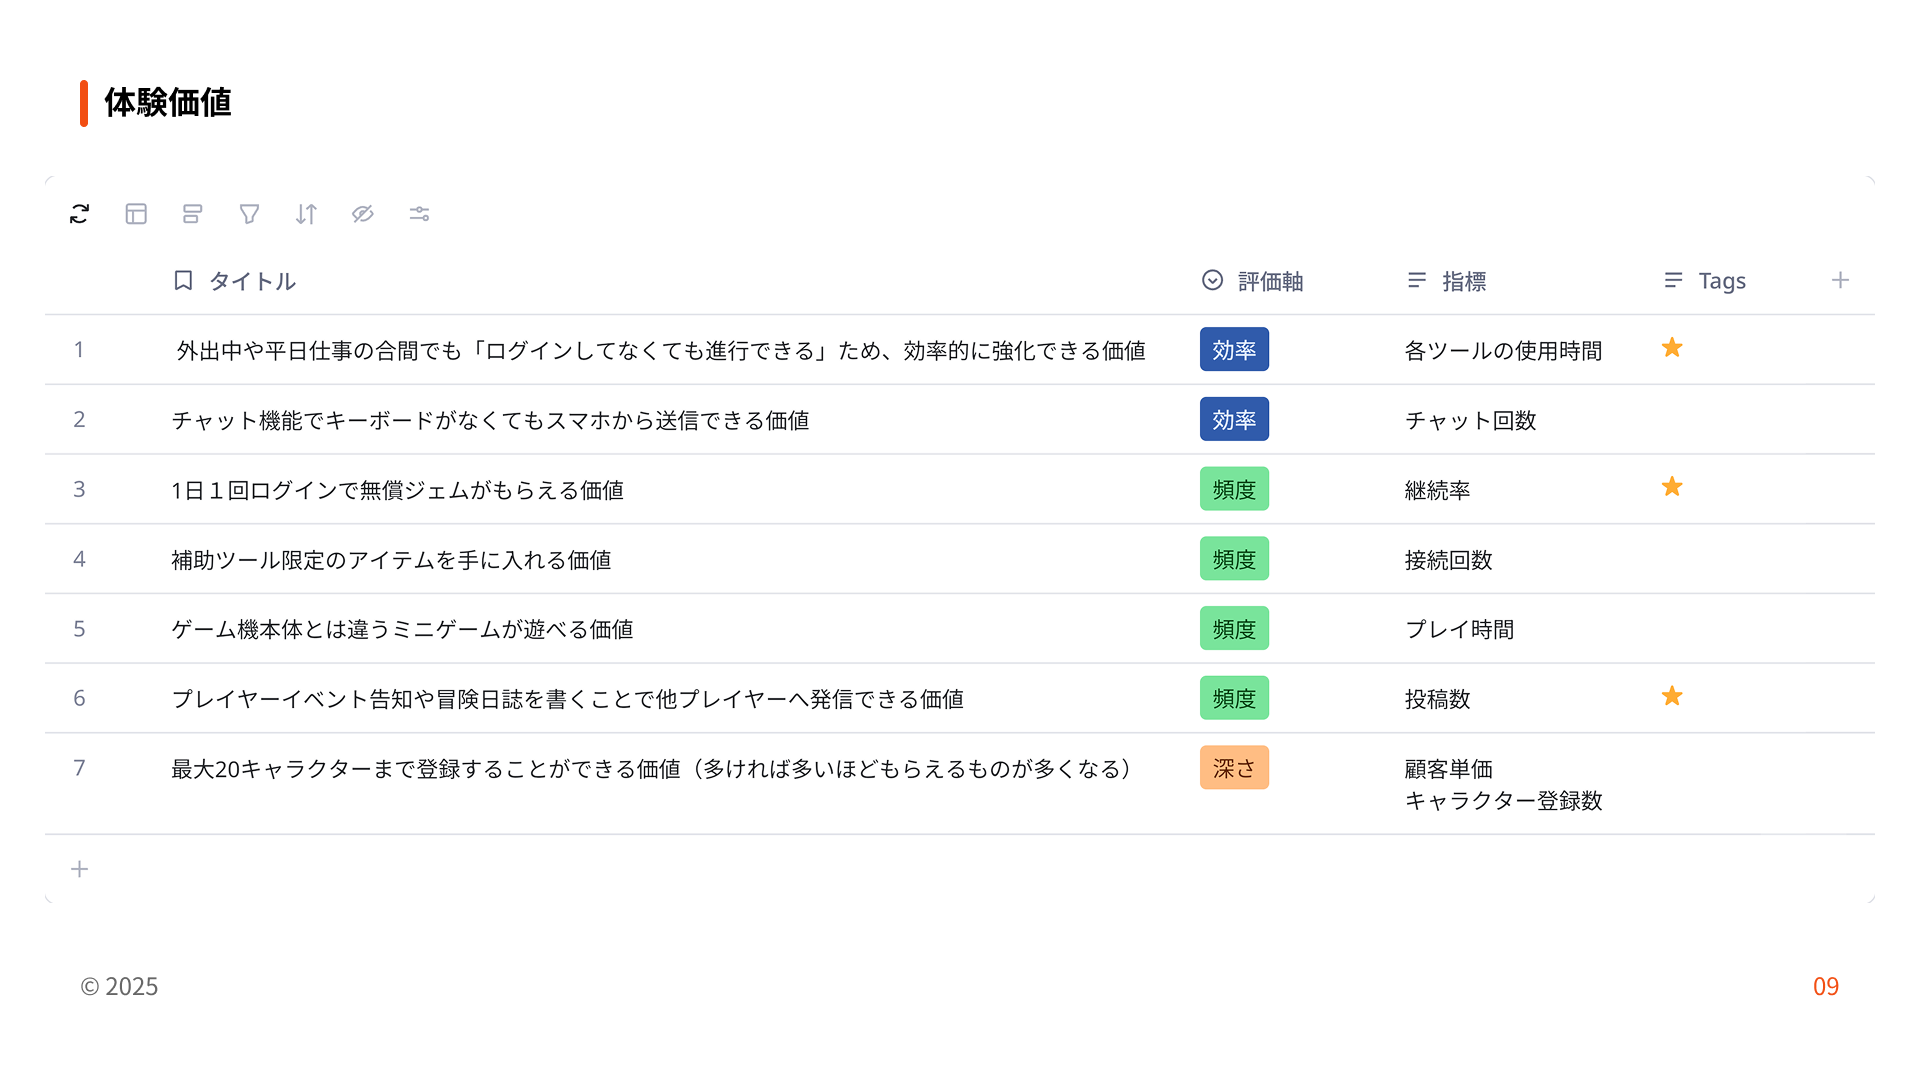 体験価値
タイトル 評価軸 指標 Tags
1 外出中や平日仕事の合間でも「ログインしてなくても進行できる」ため、効率的に強化できる価値 効率 各ツールの使用時間
2 チャット機能でキーボードがなくてもスマホから送信できる価値 効率 チャット回数
3 1日１回ログインで無償ジェムがもらえる価値 頻度 継続率
4 補助ツール限定のアイテムを手に入れる価値 頻度 接続回数
5 ゲーム機本体とは違うミニゲームが遊べる価値 頻度 プレイ時間
6 プレイヤーイベント告知や冒険日誌を書くことで他プレイヤーへ発信できる価値 頻度 投稿数
7 最大20キャラクターまで登録することができる価値（多ければ多いほどもらえるものが多くなる） 深さ 顧客単価
キャラクター登録数
© 2025
09